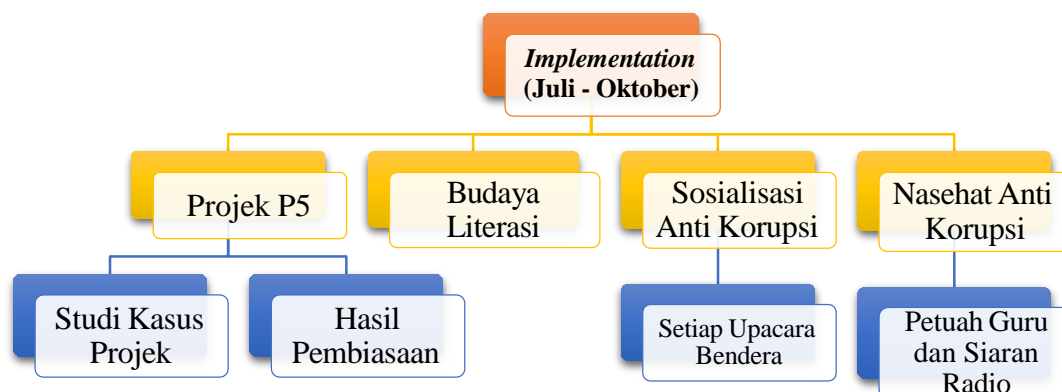 Implementation
(Juli - Oktober)
Projek P5
Budaya
Literasi
Sosialisasi
Anti Korupsi
Nasehat Anti
Korupsi
Studi Kasus
Projek
Hasil
Pembiasaan
Setiap Upacara
Bendera
Petuah Guru
dan Siaran
Radio